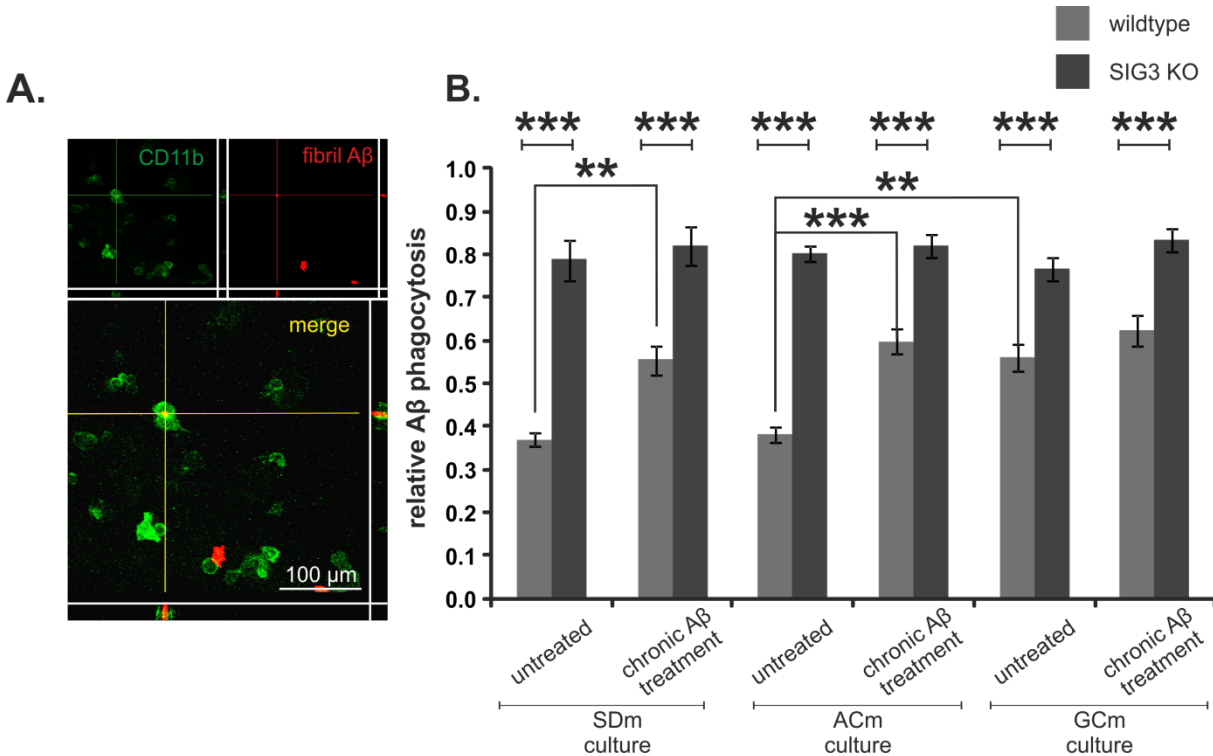 wildtype
SIG3 KO
A.
CD11b
fibril Aβ
merge
100 µm
B.
*** *** *** *** *** ***
** **
***
relative Aβ phagocytosis
1.0
0.9
0.8
0.7
0.6
0.5
0.4
0.3
0.2
0.1
0.0
untreated
chronic Aβ
treatment
untreated
chronic Aβ
treatment
untreated
chronic Aβ
treatment
SDm
culture
ACm
culture
GCm
culture